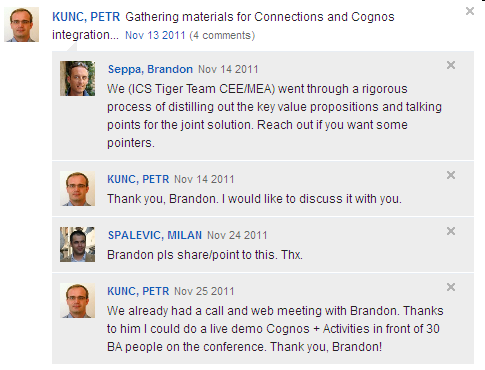 KUNC, PETR Gathering materials for Connections and Cognos
integration... Nov 13 2011 (4 comments)
Seppa, Brandon Nov 14 2011
We (ICS Tiger Team CEE/MEA) went through a rigorous
process of distilling out the key value propositions and talking
points for the joint solution. Reach out if you want some
pointers.
KUNC, PETR Nov 14 2011
Thank you, Brandon. I would like to discuss it with you.
SPALEVIC, MILAN Nov 24 2011
Brandon pls share/point to this. Thx.
KUNC, PETR Nov 25 2011
We already had a call and web meeting with Brandon. Thanks
to him I could do a live demo Cognos + Activities in front of 30
BA people on the conference. Thank you, Brandon!